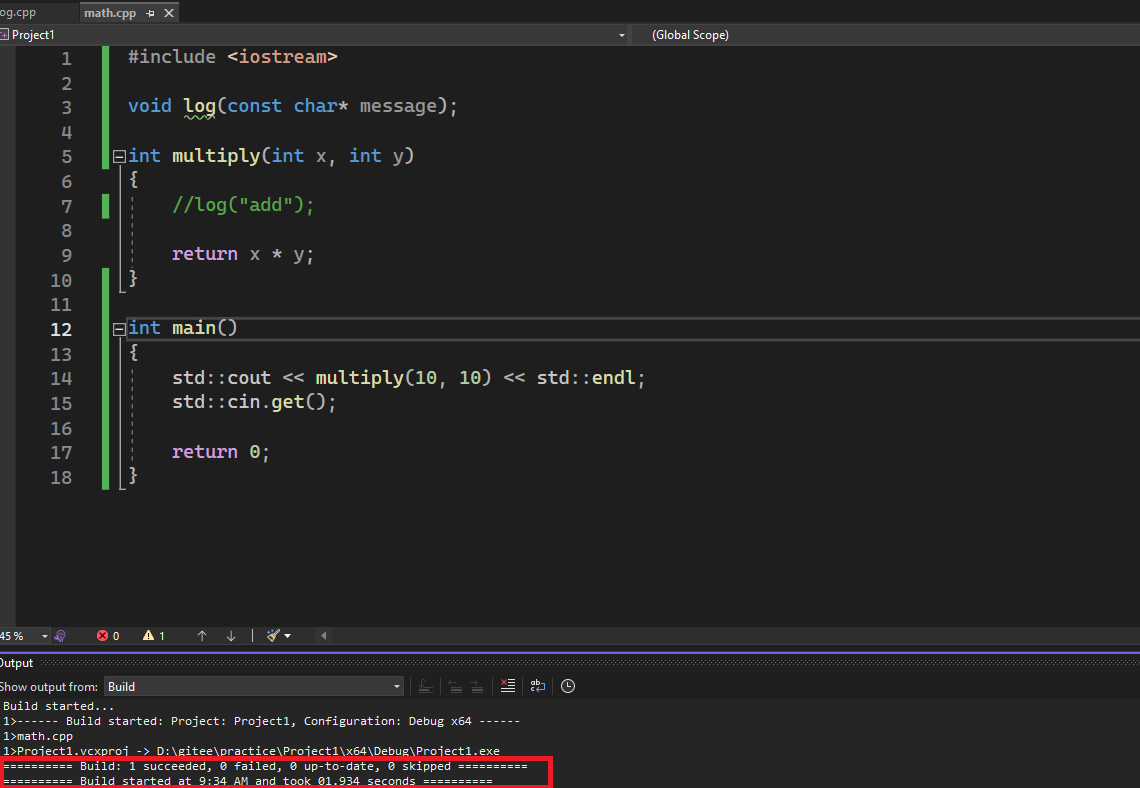 og.cpp math.cpp
Project1 (Global Scope)
1 #include <iostream>
2
3 void log(const char* message);
4
5 int multiply(int x, int y)
6 {
7 //log("add");
8
9 return x * y;
10 }
11
12 int main()
13 {
14 std::cout << multiply(10, 10) << std::endl;
15 std::cin.get();
16
17 return 0;
18 }
45 % 0 1
Output
Show output from: Build
Build started...
1>------ Build started: Project: Project1, Configuration: Debug x64 ------
1>math.cpp
1>Project1.vcxproj -> D:\gitee\practice\Project1\x64\Debug\Project1.exe
========== Build: 1 succeeded, 0 failed, 0 up-to-date, 0 skipped ==========
========== Build started at 9:34 AM and took 01.934 seconds ==========